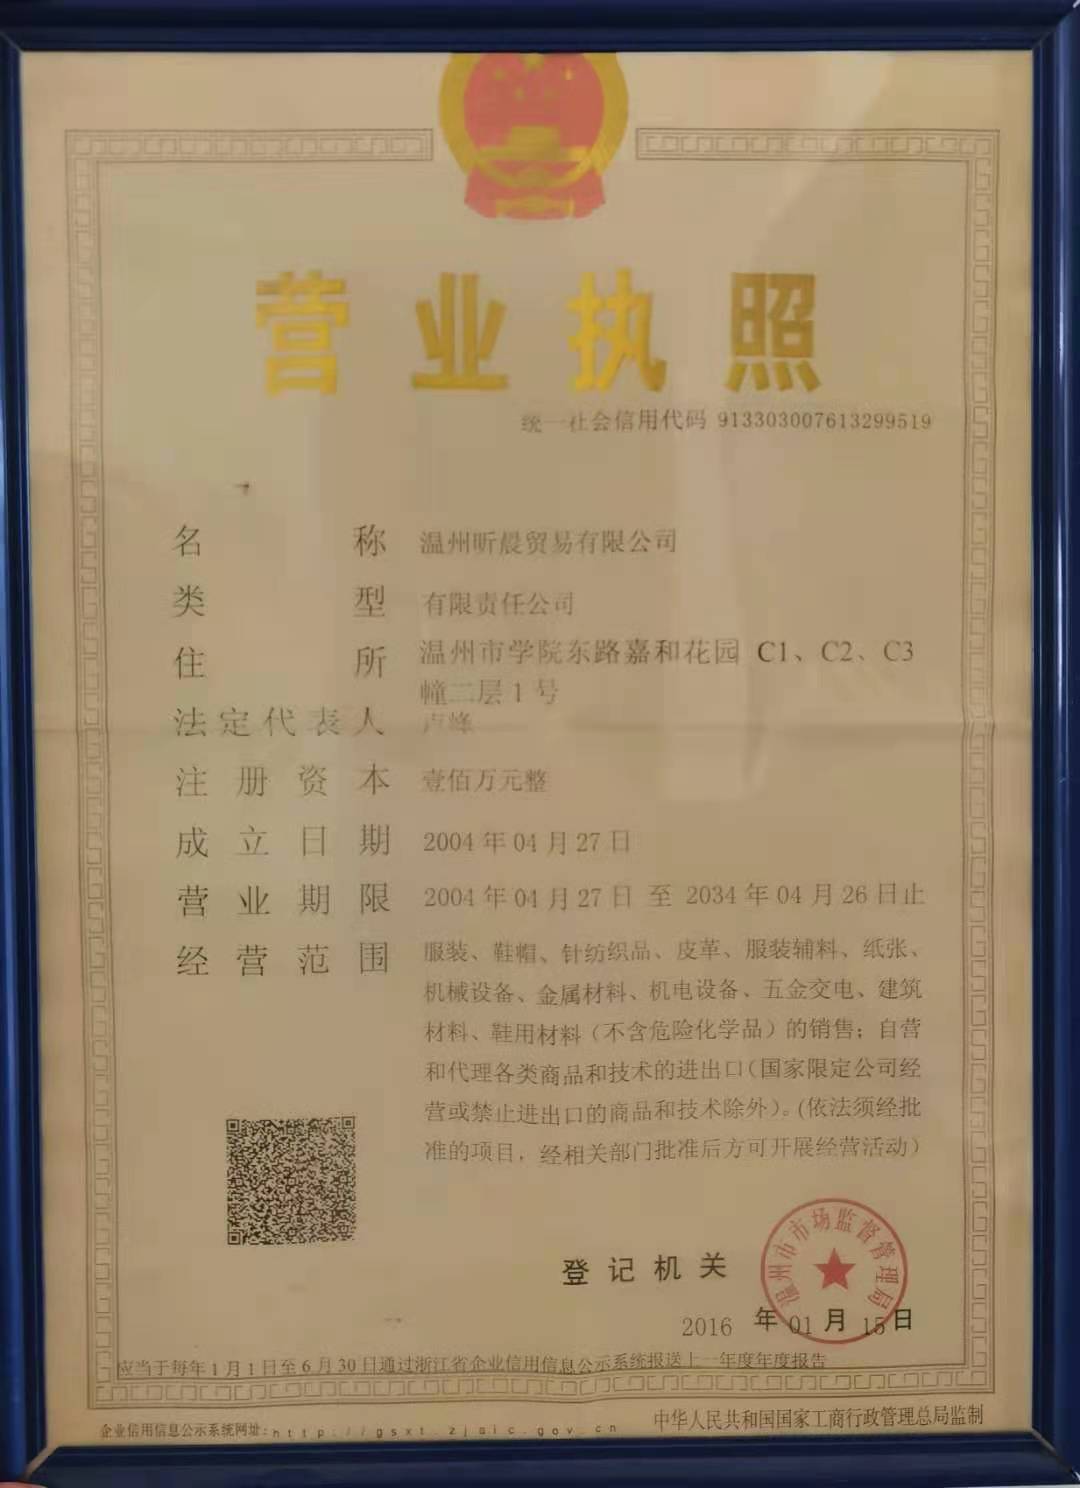 营业执照
统一社会信用代码 913303007613299519
名称 温州昕晨贸易有限公司
类型 有限责任公司
住所 温州市学院东路嘉和花园 C1、C2、C3
幢二层1号
法定代表人 卢峰
注册资本 壹佰万元整
成立日期 2004年04月27日
营业期限 2004年04月27日 至 2034年04月26日止
经营范围 服装、鞋帽、针纺织品、皮革、服装辅料、纸张、
机械设备、金属材料、机电设备、五金交电、建筑
材料、鞋用材料（不含危险化学品）的销售；自营
和代理各类商品和技术的进出口（国家限定公司经
营或禁止进出口的商品和技术除外）。（依法须经批
准的项目，经相关部门批准后方可开展经营活动）
温州市市场监督管理局
登记机关
2016 年 01 月 15 日
应当于每年1月1日至6月30日通过浙江省企业信用信息公示系统报送上一年度年度报告
企业信用信息公示系统网址:http://gsxt.zjaic.gov.cn
中华人民共和国国家工商行政管理总局监制